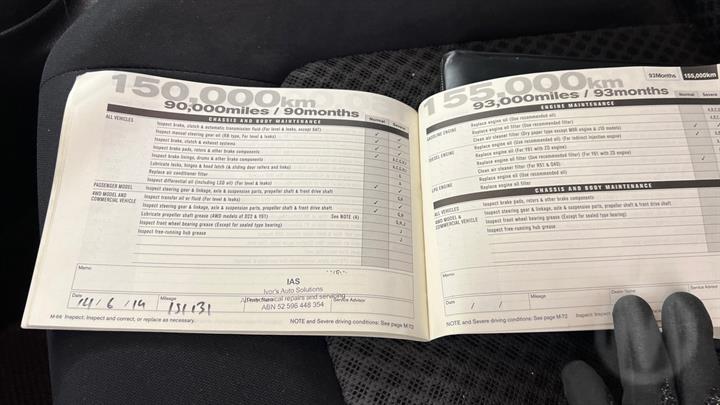 150,000km
90,000miles / 90months
CHASSIS AND BODY MAINTENANCE
Normal Severe
ALL VEHICLES
Inspect brake, clutch & automatic transmission fluid (For level & leaks, except 8AT)
Inspect manual steering gear oil (RB type, For level & leaks)
Inspect brake, clutch & exhaust systems
Inspect brake pads, rotors & other brake components
Inspect brake linings, drums & other brake components
Lubricate locks, hinges & hood latch (& sliding door rollers and links)
Replace air conditioner filter
Inspect differential oil (including LSD oil) (For level & leaks)
PASSENGER MODEL
Inspect steering gear & linkage, axle & suspension parts, propeller shaft & front drive shaft
4WD MODEL AND COMMERCIAL VEHICLE
Inspect transfer oil or fluid (For level & leaks)
Inspect steering gear & linkage, axle & suspension parts, propeller shaft & front drive shaft
Lubricate propeller shaft grease (4WD models of D22 & Y61) See NOTE (4)
Inspect front wheel bearing grease (Except for sealed type bearing)
Inspect free-running hub grease
Memo
IAS
Ivor's Auto Solutions
All mechanical repairs and servicing
ABN 52 596 448 354
Date 14 / 6 / 19 Mileage 151131 Service Advisor
M-66 Inspect: Inspect and correct, or replace as necessary. NOTE and Severe driving conditions: See page M-72
93Months 155,000km
155,000km
93,000miles / 93months
ENGINE MAINTENANCE
Normal Severe
GASOLINE ENGINE
Replace engine oil (Use recommended oil)
Replace engine oil filter (Use recommended filter)
Clean air cleaner filter (Dry paper type except
DIESEL ENGINE
Replace engine oil (Use recommended oil) (For indirect injection engine)
Replace engine oil (For Y61 with ZD engine)
Replace engine oil filter (Use recommended filter) (For Y61 with ZD engine)
Clean air cleaner filter (For R51 & D40)
LPG ENGINE
Replace engine oil (Use recommended oil)
Replace engine oil filter
CHASSIS AND BODY MAINTENANCE
ALL VEHICLES
Inspect brake pads, rotors & other brake components
4WD MODEL & COMMERCIAL VEHICLE
Inspect steering gear & linkage, axle & suspension parts, propeller shaft & front drive shaft
Inspect front wheel bearing grease (Except for sealed type bearing)
Inspect free-running hub grease
Memo
Date / / Mileage Dealer Name Service Advisor
NOTE and Severe driving conditions: See page M-72 Inspect: